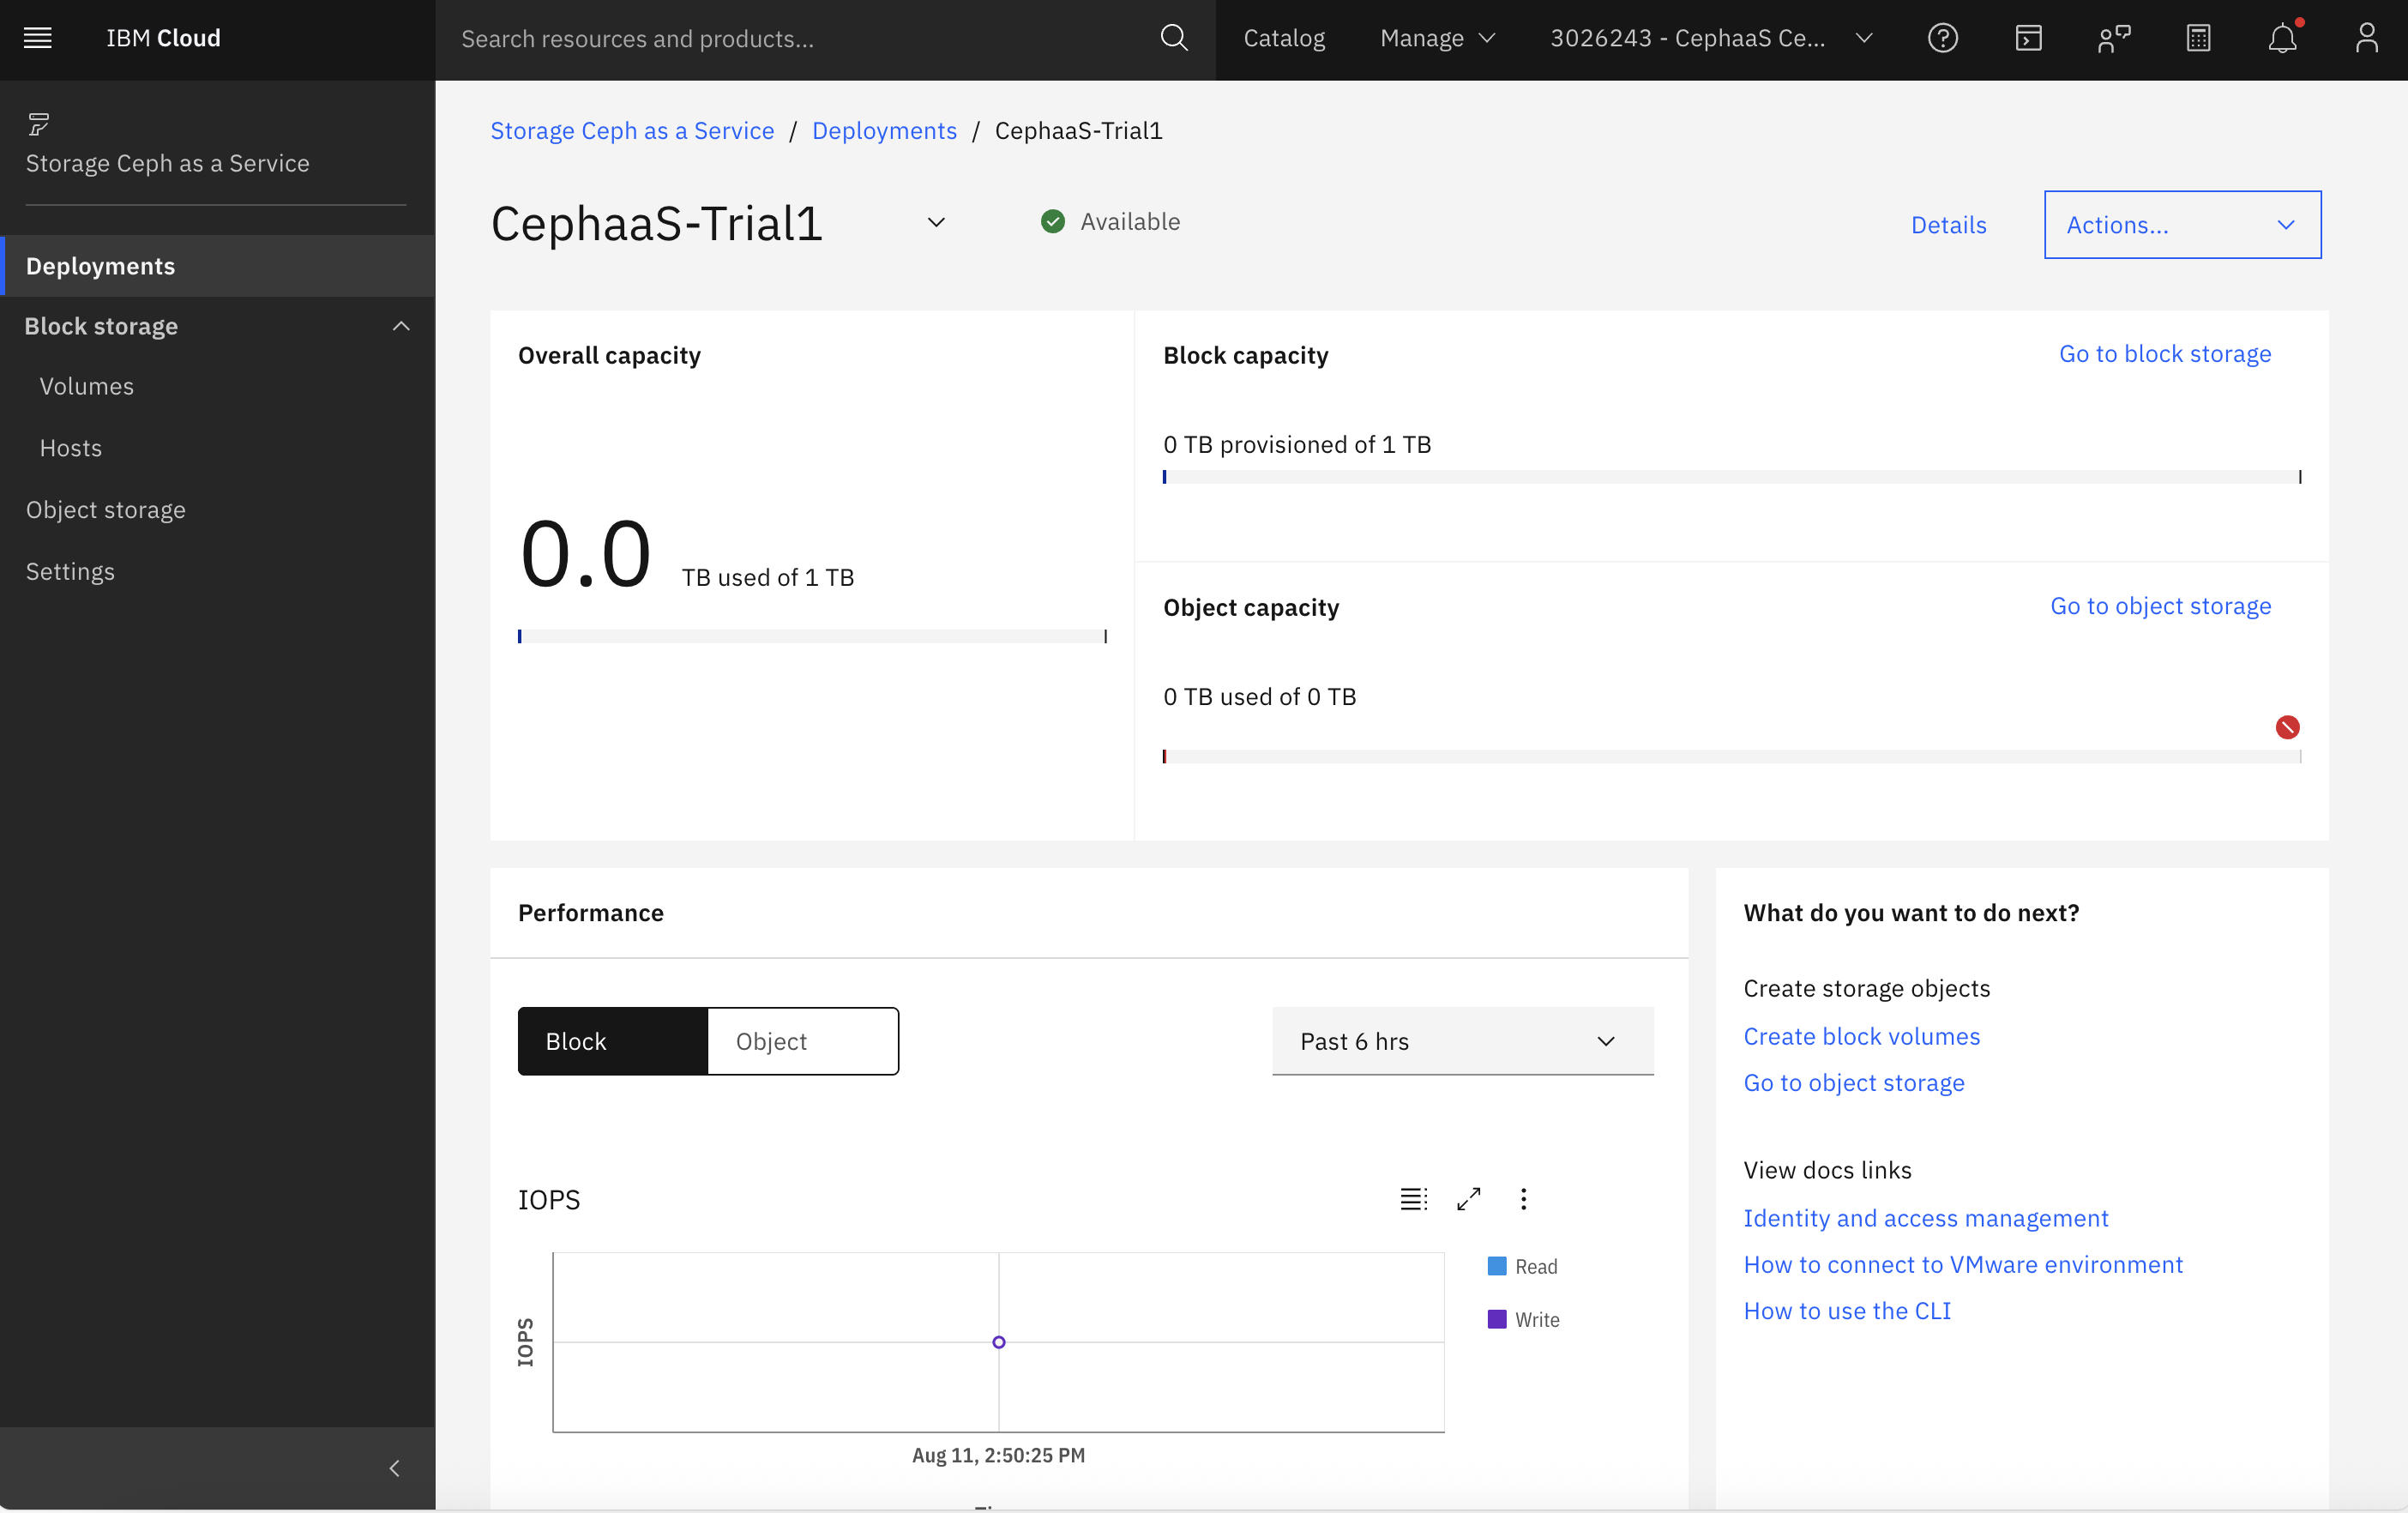 IBM Cloud
Search resources and products...
Catalog
Manage
3026243 - CephaaS Ce...
Storage Ceph as a Service
Deployments
Block storage
Volumes
Hosts
Object storage
Settings
Storage Ceph as a Service / Deployments / CephaaS-Trial1
CephaaS-Trial1
Available
Details
Actions...
Overall capacity
0.0 TB used of 1 TB
Block capacity
Go to block storage
0 TB provisioned of 1 TB
Object capacity
Go to object storage
0 TB used of 0 TB
Performance
Block
Object
Past 6 hrs
IOPS
IOPS
Read
Write
Aug 11, 2:50:25 PM
What do you want to do next?
Create storage objects
Create block volumes
Go to object storage
View docs links
Identity and access management
How to connect to VMware environment
How to use the CLI